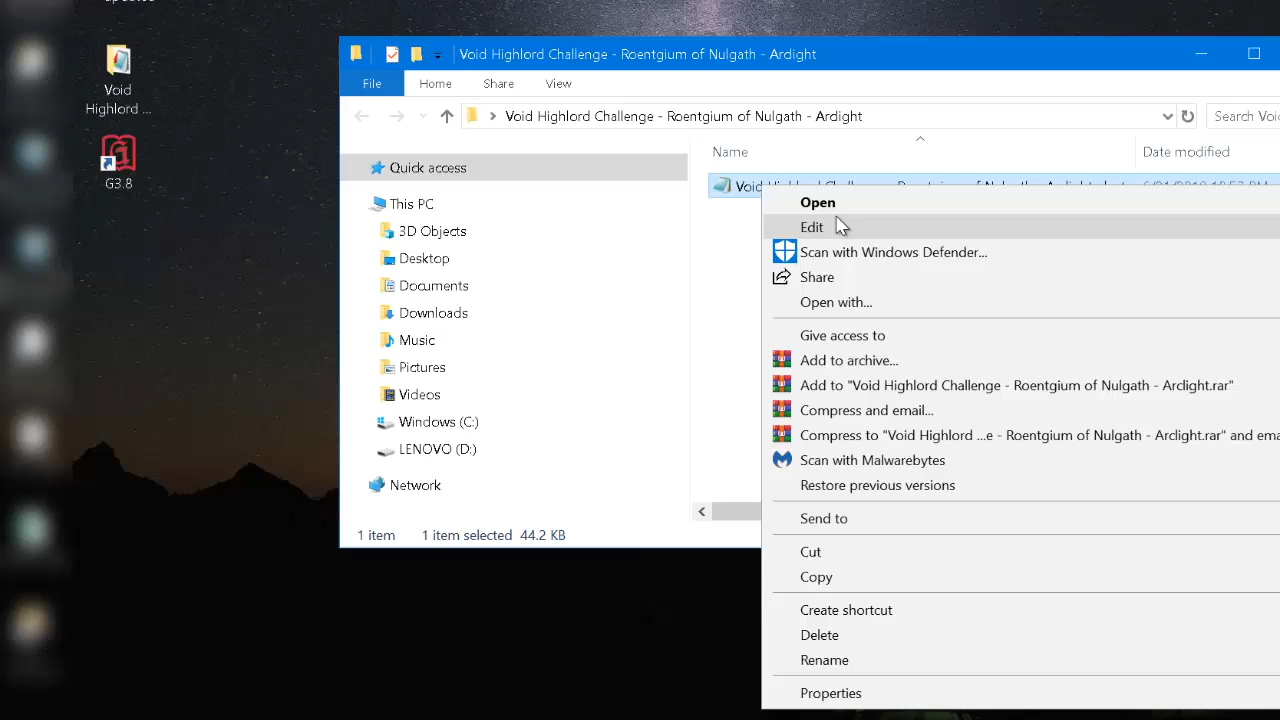 Void
Highlord ...
G3.8
Void Highlord Challenge - Roentgium of Nulgath - Ardight
File
Home
Share
View
Void Highlord Challenge - Roentgium of Nulgath - Ardight
Search Voi
Name
Date modified
Quick access
This PC
3D Objects
Desktop
Documents
Downloads
Music
Pictures
Videos
Windows (C:)
LENOVO (D:)
Network
1 item
1 item selected 44.2 KB
Open
Edit
Scan with Windows Defender...
Share
Open with...
Give access to
Add to archive...
Add to "Void Highlord Challenge - Roentgium of Nulgath - Arclight.rar"
Compress and email...
Compress to "Void Highlord ...e - Roentgium of Nulgath - Arclight.rar" and ema
Scan with Malwarebytes
Restore previous versions
Send to
Cut
Copy
Create shortcut
Delete
Rename
Properties